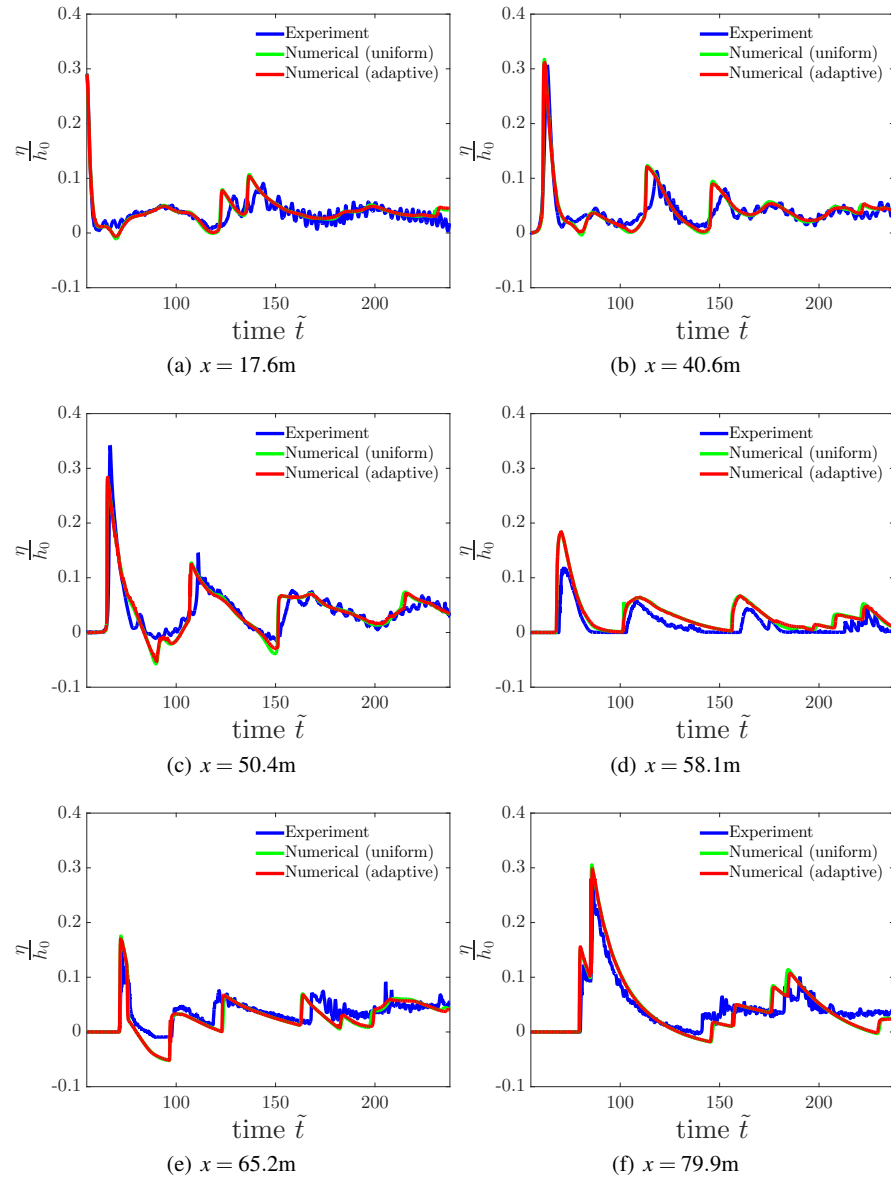 0.4
0.3
0.2
0.1
0
-0.1
η/h₀
100 150 200
time t̃
Experiment
Numerical (uniform)
Numerical (adaptive)
(a) x = 17.6m
0.4
0.3
0.2
0.1
0
-0.1
η/h₀
100 150 200
time t̃
Experiment
Numerical (uniform)
Numerical (adaptive)
(b) x = 40.6m
0.4
0.3
0.2
0.1
0
-0.1
η/h₀
100 150 200
time t̃
Experiment
Numerical (uniform)
Numerical (adaptive)
(c) x = 50.4m
0.4
0.3
0.2
0.1
0
-0.1
η/h₀
100 150 200
time t̃
Experiment
Numerical (uniform)
Numerical (adaptive)
(d) x = 58.1m
0.4
0.3
0.2
0.1
0
-0.1
η/h₀
100 150 200
time t̃
Experiment
Numerical (uniform)
Numerical (adaptive)
(e) x = 65.2m
0.4
0.3
0.2
0.1
0
-0.1
η/h₀
100 150 200
time t̃
Experiment
Numerical (uniform)
Numerical (adaptive)
(f) x = 79.9m